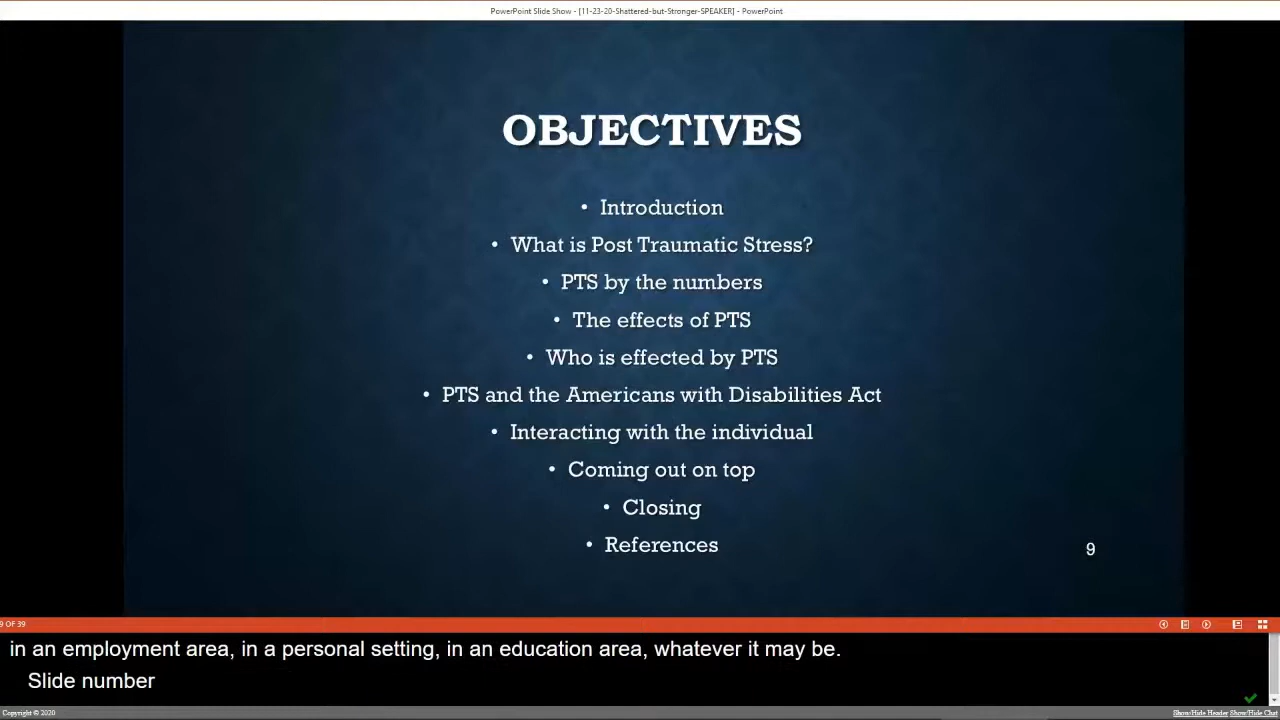 PowerPoint Slide Show - [11-23-20-Shattered-but-Stronger-SPEAKER] - PowerPoint
OBJECTIVES
• Introduction
• What is Post Traumatic Stress?
• PTS by the numbers
• The effects of PTS
• Who is effected by PTS
• PTS and the Americans with Disabilities Act
• Interacting with the individual
• Coming out on top
• Closing
• References
9
9 OF 39
in an employment area, in a personal setting, in an education area, whatever it may be.
Slide number
Copyright © 2020
Show/Hide Header Show/Hide Chat